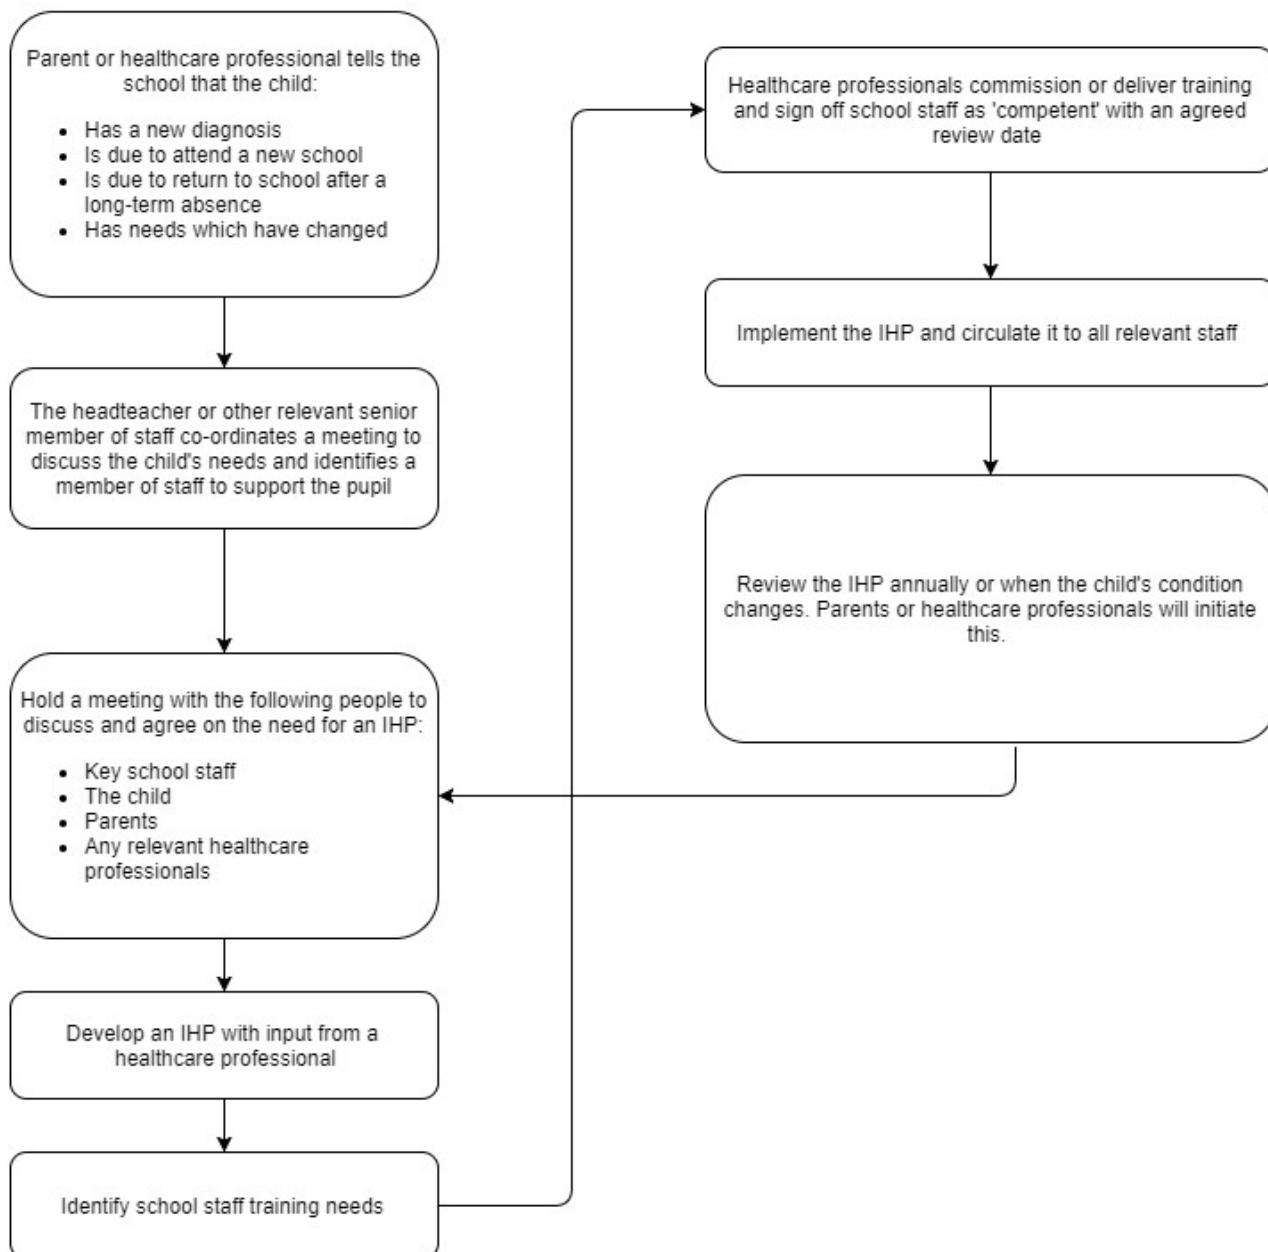 Parent or healthcare professional tells the
school that the child:
• Has a new diagnosis
• Is due to attend a new school
• Is due to return to school after a
long-term absence
• Has needs which have changed
The headteacher or other relevant senior
member of staff co-ordinates a meeting to
discuss the child's needs and identifies a
member of staff to support the pupil
Hold a meeting with the following people to
discuss and agree on the need for an IHP:
• Key school staff
• The child
• Parents
• Any relevant healthcare
professionals
Develop an IHP with input from a
healthcare professional
Identify school staff training needs
Healthcare professionals commission or deliver training
and sign off school staff as 'competent' with an agreed
review date
Implement the IHP and circulate it to all relevant staff
Review the IHP annually or when the child's condition
changes. Parents or healthcare professionals will initiate
this.